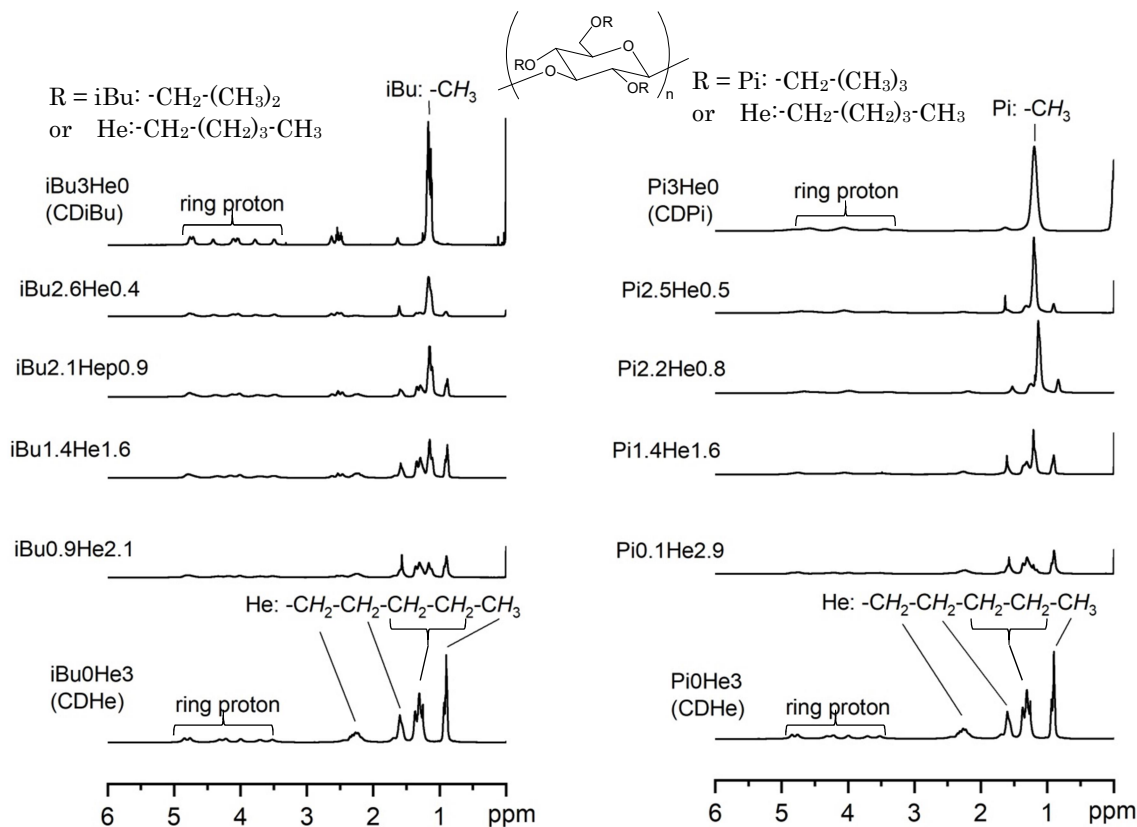 OR
O
RO
O
OR
n
R = iBu: -CH₂-(CH₃)₂
or He:-CH₂-(CH₂)₃-CH₃
iBu: -CH₃
iBu3He0
(CDiBu)
ring proton
iBu2.6He0.4
iBu2.1Hep0.9
iBu1.4He1.6
iBu0.9He2.1
He: -CH₂-CH₂-CH₂-CH₂-CH₃
iBu0He3
(CDHe)
ring proton
6 5 4 3 2 1 ppm
R = Pi: -CH₂-(CH₃)₃
or He:-CH₂-(CH₂)₃-CH₃
Pi: -CH₃
Pi3He0
(CDPi)
ring proton
Pi2.5He0.5
Pi2.2He0.8
Pi1.4He1.6
Pi0.1He2.9
He: -CH₂-CH₂-CH₂-CH₂-CH₃
Pi0He3
(CDHe)
ring proton
6 5 4 3 2 1 ppm